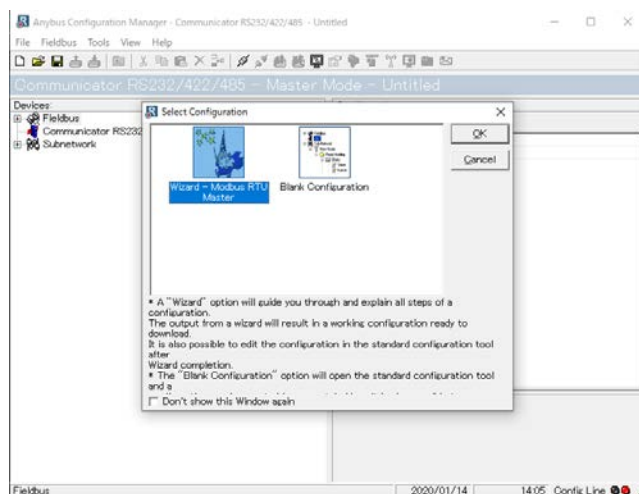 Anybus Configuration Manager - Communicator RS232/422/485 - Untitled
File Fieldbus Tools View Help
Communicator RS232/422/485 - Master Mode - Untitled
Devices:
Fieldbus
Communicator RS232
Subnetwork
Select Configuration
Wizard - Modbus RTU
Master
Blank Configuration
OK
Cancel
* A "Wizard" option will guide you through and explain all steps of a
configuration.
The output from a wizard will result in a working configuration ready to
download.
It is also possible to edit the configuration in the standard configuration tool
after
Wizard completion.
* The "Blank Configuration" option will open the standard configuration tool
and a
Don't show this Window again
Fieldbus
2020/01/14
14:05
Config Line